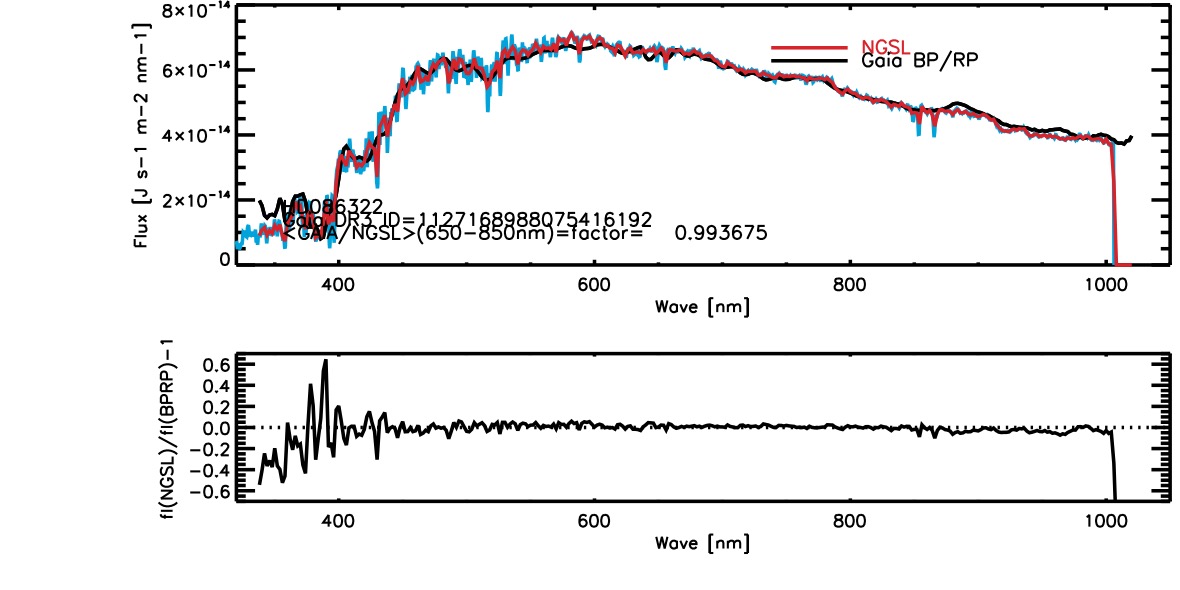 8×10−14
6×10−14
4×10−14
2×10−14
0
Flux [J s−1 m−2 nm−1]
NGSL
Gaia BP/RP
HD086322
Gaia DR3 ID=1127168988075416192
<GAIA/NGSL>(650−850nm)=factor= 0.993675
400 600 800 1000
Wave [nm]
fl(NGSL)/fl(BPRP)−1
0.6
0.4
0.2
0.0
−0.2
−0.4
−0.6
400 600 800 1000
Wave [nm]